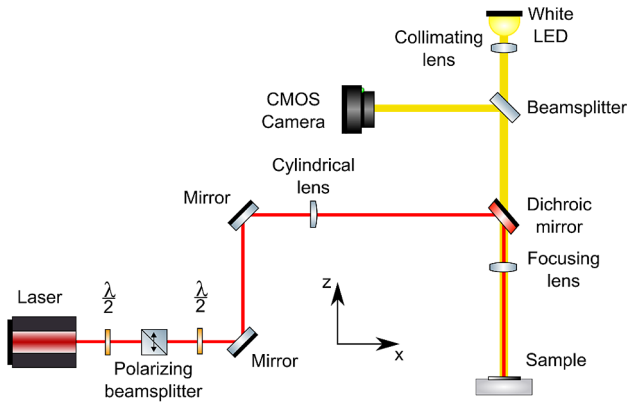 White
LED
Collimating
lens
CMOS
Camera
Beamsplitter
Cylindrical
lens
Mirror
Dichroic
mirror
Focusing
lens
Laser
λ
2
λ
2
z
x
Mirror
Polarizing
beamsplitter
Sample